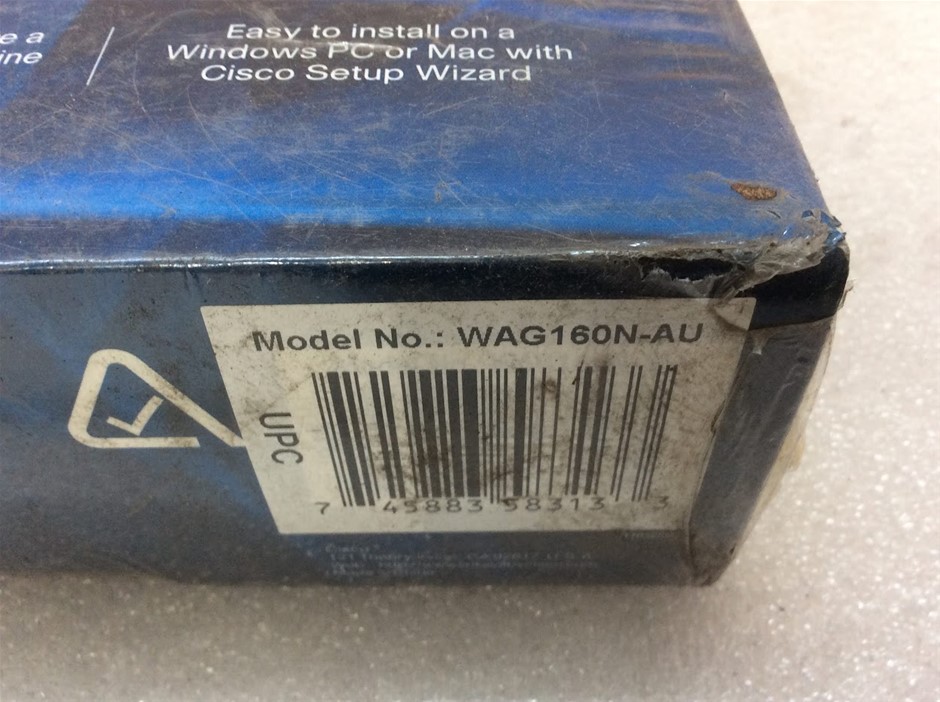 e a
ine
Easy to install on a
Windows PC or Mac with
Cisco Setup Wizard
Model No.: WAG160N-AU
UPC
7 45883 58313 3